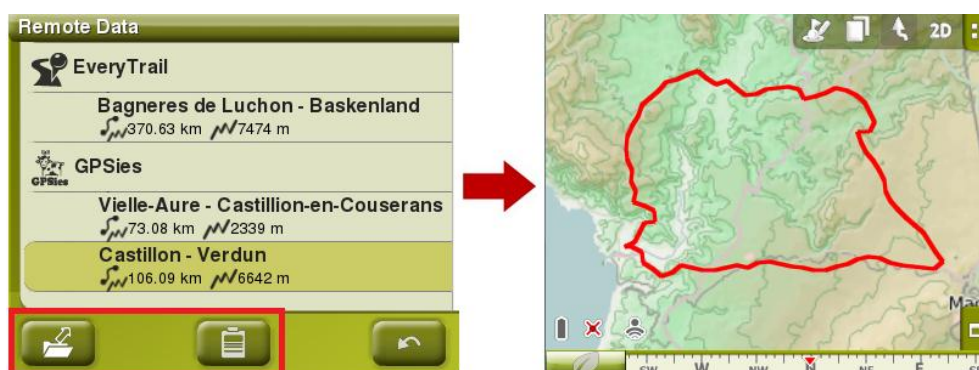 Remote Data
EveryTrail
Bagneres de Luchon - Baskenland
370.63 km 7474 m
GPSies
GPSies
Vielle-Aure - Castillion-en-Couserans
73.08 km 2339 m
Castillon - Verdun
106.09 km 6642 m
2D
SW W NW N NE E